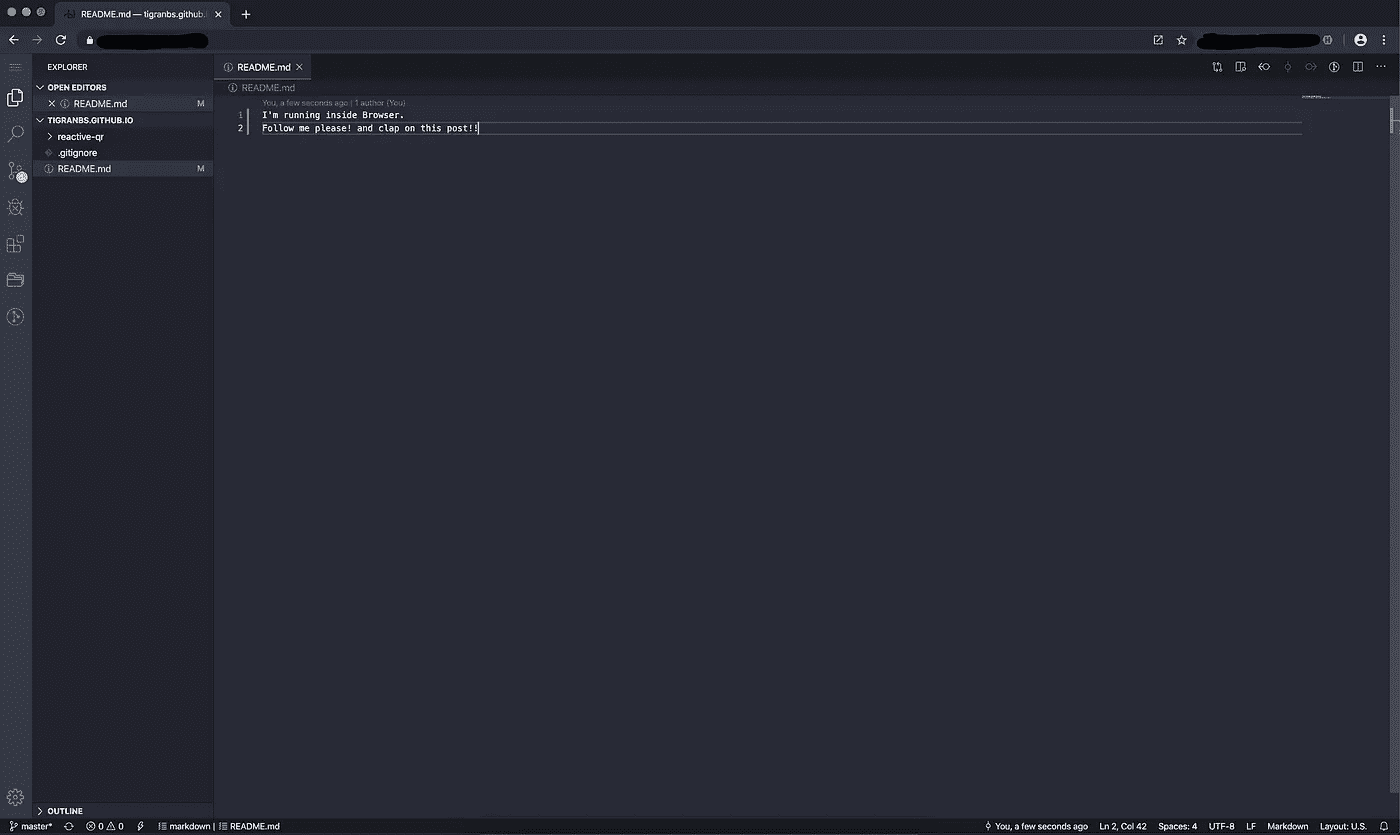 README.md — tigranbs.github.
EXPLORER
OPEN EDITORS
README.md M
TIGRANBS.GITHUB.IO
reactive-qr
.gitignore
README.md M
OUTLINE
README.md
README.md
You, a few seconds ago | 1 author (You)
1 I'm running inside Browser.
2 Follow me please! and clap on this post!!
master* 0 0 markdown | README.md You, a few seconds ago Ln 2, Col 42 Spaces: 4 UTF-8 LF Markdown Layout: U.S.